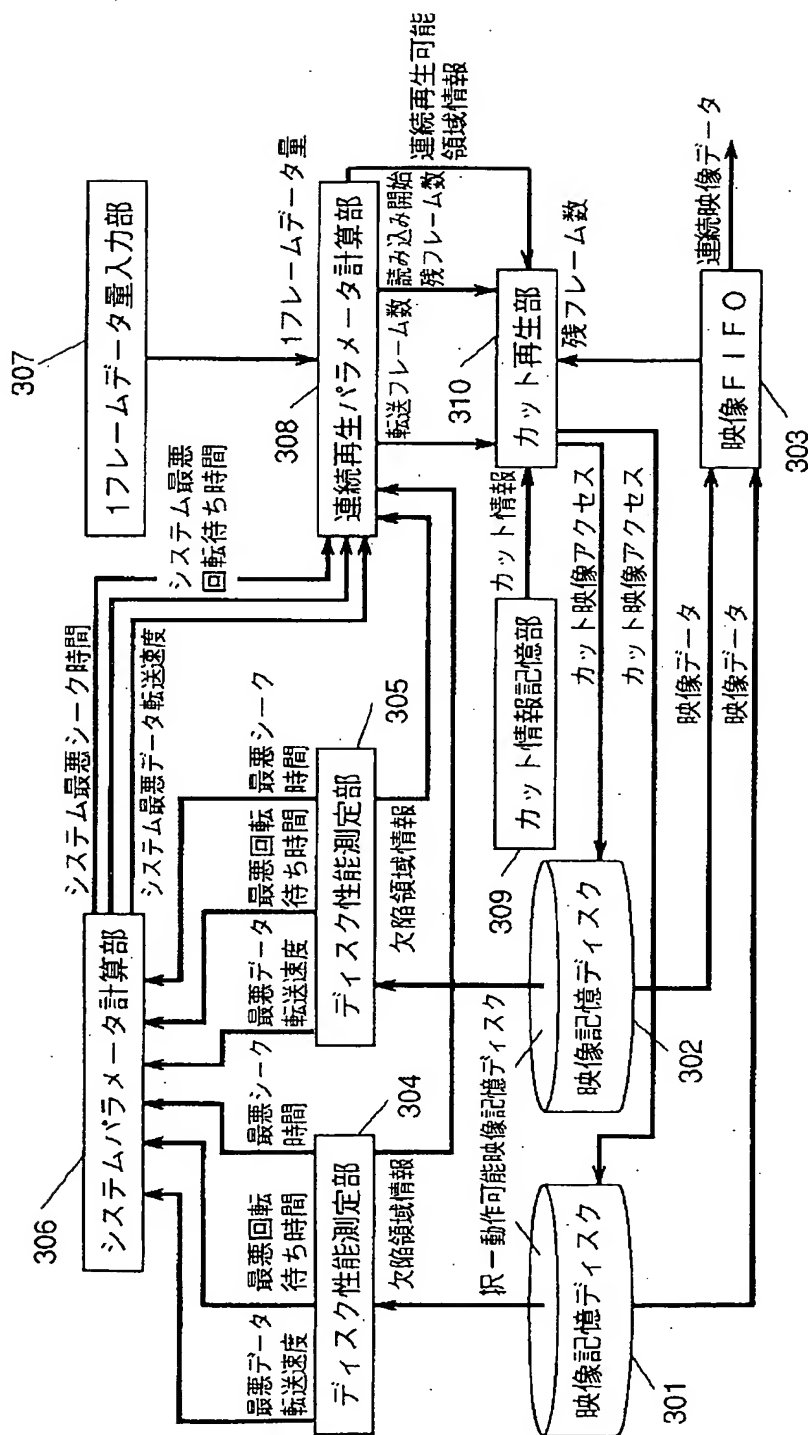 306
システムパラメータ計算部
システム最悪シーク時間
システム最悪データ転送速度
システム最悪
回転待ち時間
307
1フレームデータ量入力部
1フレームデータ量
最悪データ
転送速度
最悪回転
待ち時間
最悪シーク
時間
最悪データ
転送速度
最悪回転
待ち時間
最悪シーク
時間
304
ディスク性能測定部
305
ディスク性能測定部
308
連続再生パラメータ計算部
欠陥領域情報
欠陥領域情報
転送フレーム数
読み込み開始
残フレーム数
連続再生可能
領域情報
択一動作可能映像記憶ディスク
映像記憶ディスク
301
映像記憶ディスク
302
309
カット情報記憶部
カット情報
310
カット再生部
カット映像アクセス
カット映像アクセス
残フレーム数
映像データ
映像データ
映像FIFO
303
連続映像データ